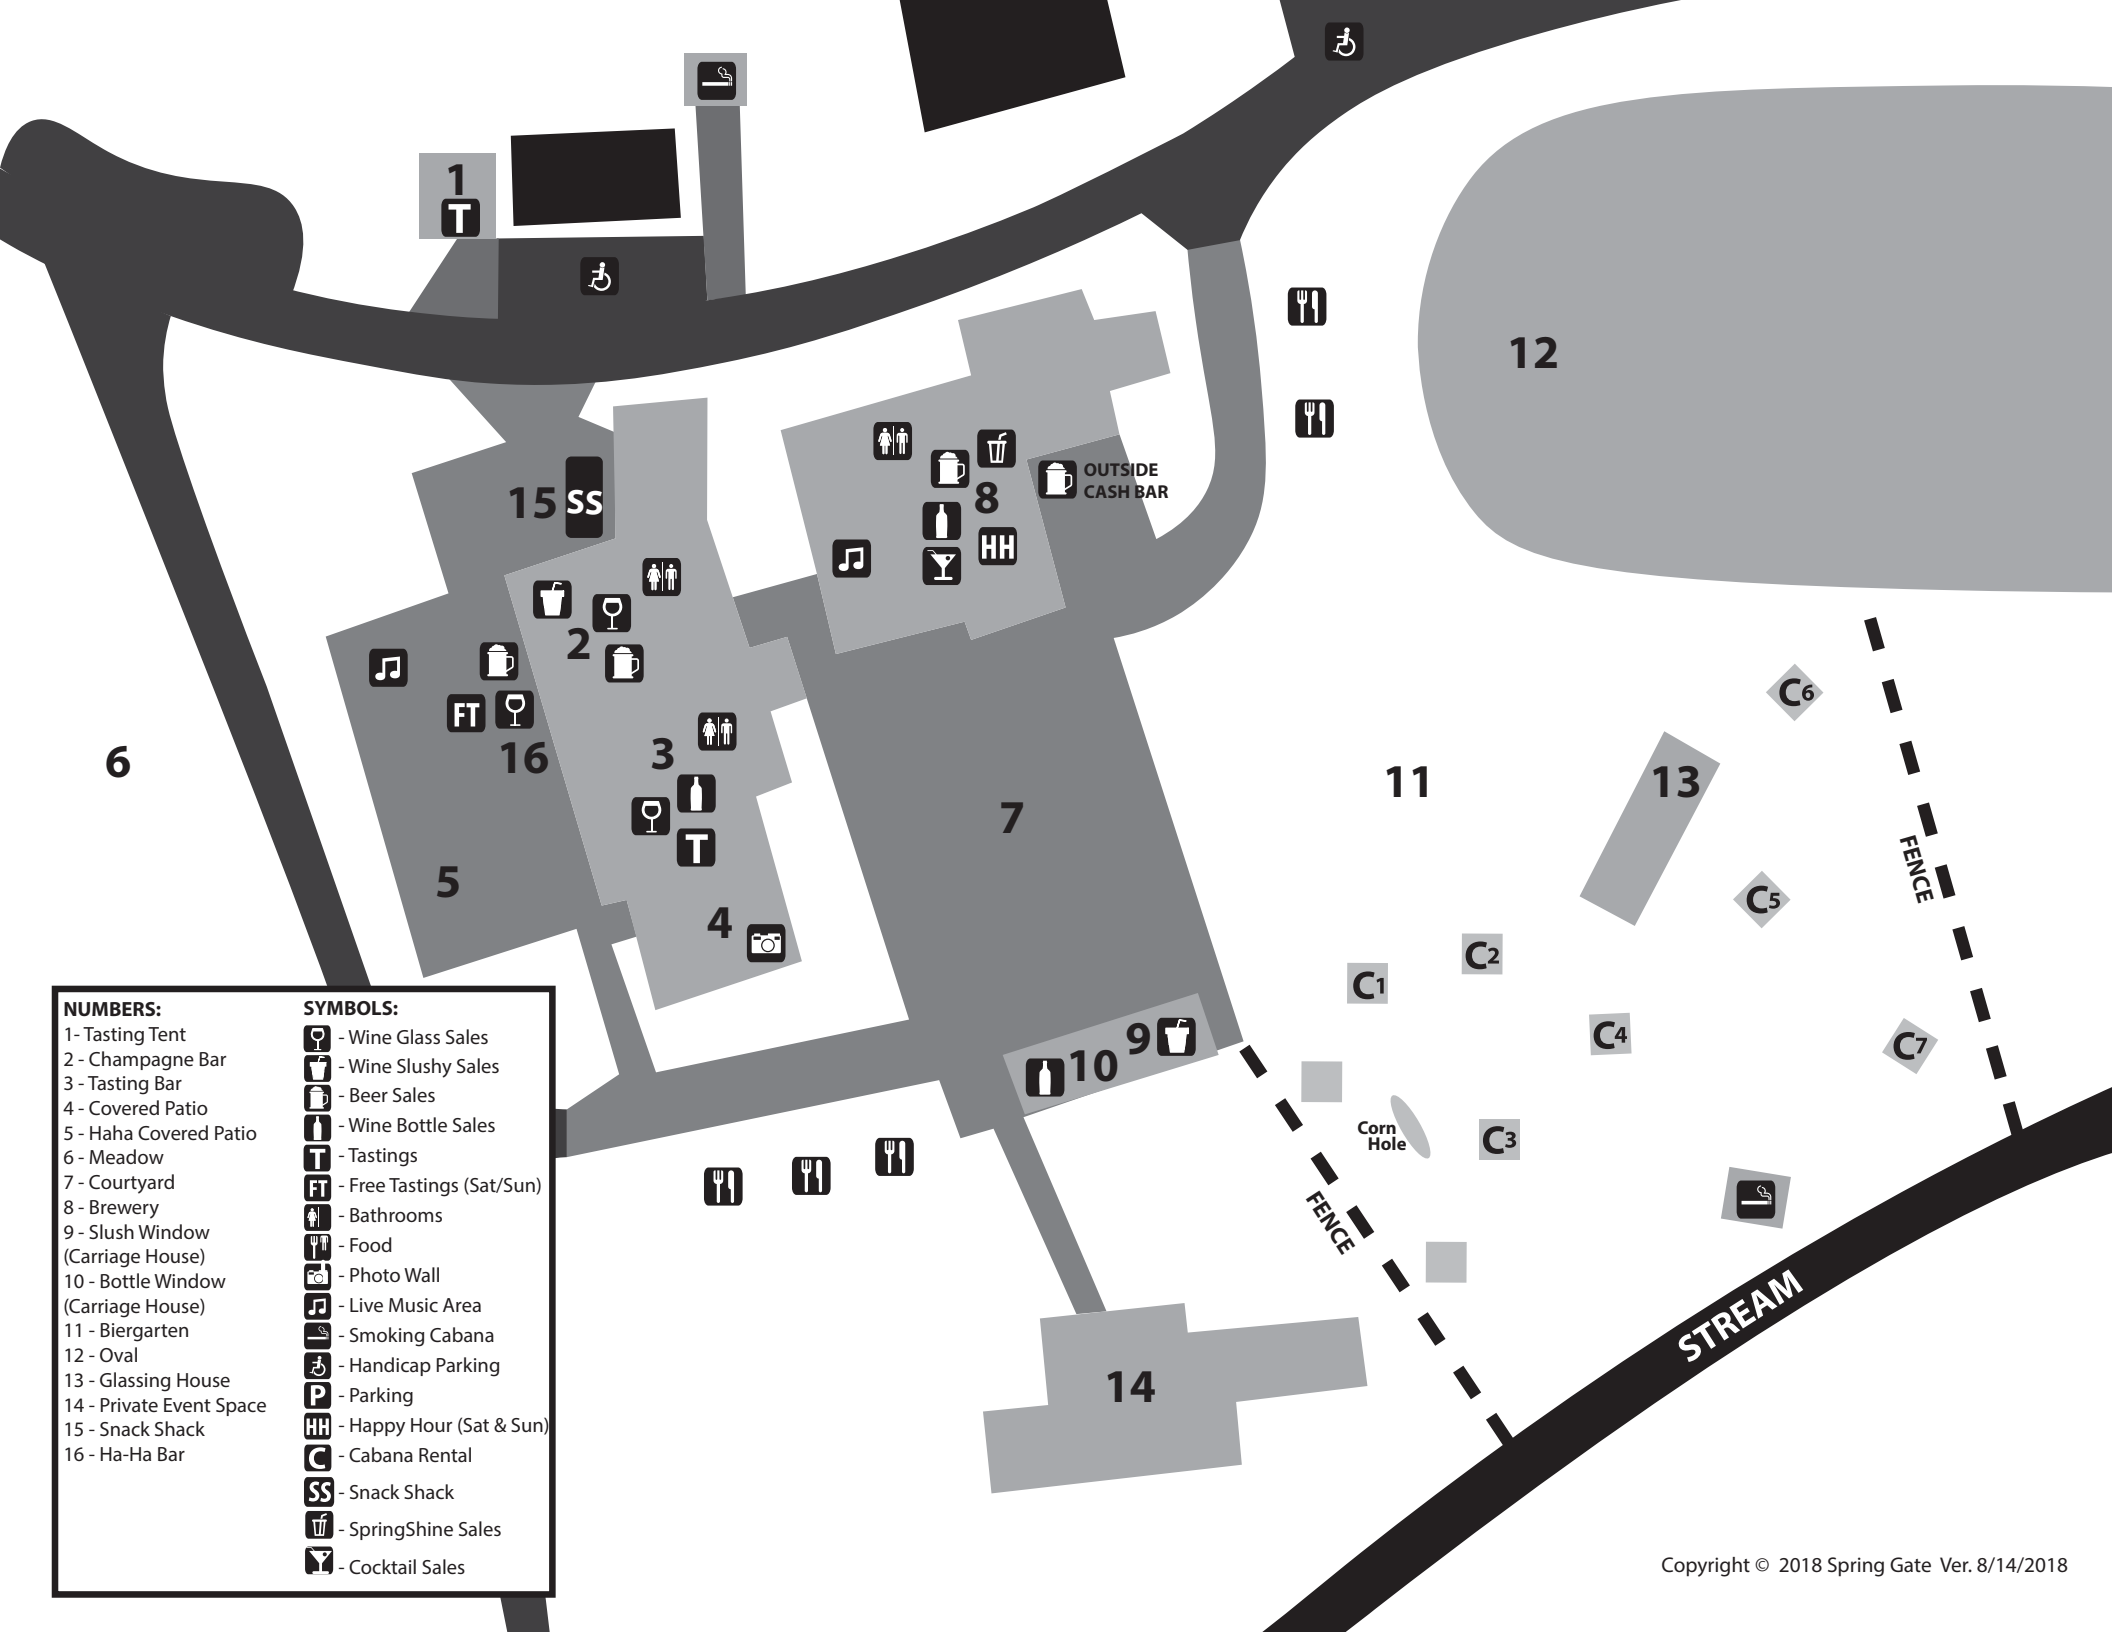 1
T
12
OUTSIDE
CASH BAR
8
HH
15 SS
2
FT
16
3
T
6
5
4
7
11
13
C6
C5
FENCE
C2
C1
C4
C7
C3
9
10
Corn
Hole
FENCE
14
STREAM
NUMBERS:
1- Tasting Tent
2 - Champagne Bar
3 - Tasting Bar
4 - Covered Patio
5 - Haha Covered Patio
6 - Meadow
7 - Courtyard
8 - Brewery
9 - Slush Window
(Carriage House)
10 - Bottle Window
(Carriage House)
11 - Biergarten
12 - Oval
13 - Glassing House
14 - Private Event Space
15 - Snack Shack
16 - Ha-Ha Bar
SYMBOLS:
- Wine Glass Sales
- Wine Slushy Sales
- Beer Sales
- Wine Bottle Sales
T - Tastings
FT - Free Tastings (Sat/Sun)
- Bathrooms
- Food
- Photo Wall
- Live Music Area
- Smoking Cabana
- Handicap Parking
P - Parking
HH - Happy Hour (Sat & Sun)
C - Cabana Rental
SS - Snack Shack
- SpringShine Sales
- Cocktail Sales
Copyright © 2018 Spring Gate Ver. 8/14/2018